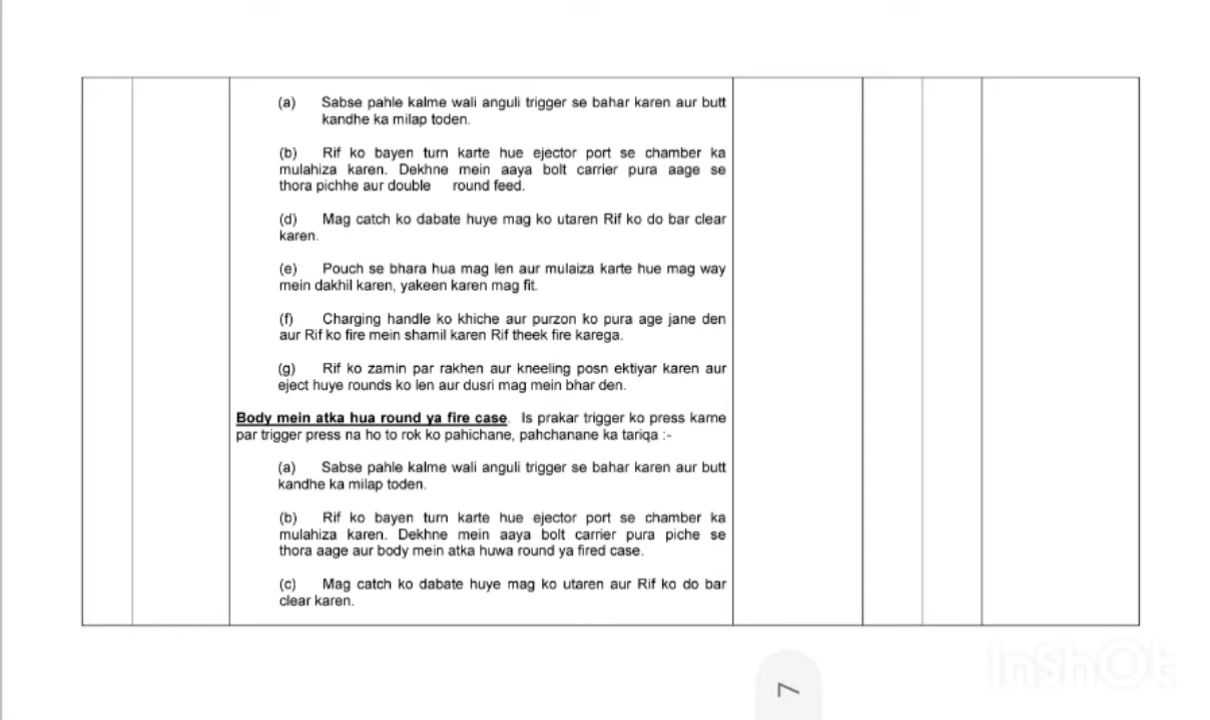 (a) Sabse pahle kalme wali anguli trigger se bahar karen aur butt
kandhe ka milap toden.
(b) Rif ko bayen turn karte hue ejector port se chamber ka
mulahiza karen. Dekhne mein aaya bolt carrier pura aage se
thora pichhe aur double round feed.
(d) Mag catch ko dabate huye mag ko utaren Rif ko do bar clear
karen.
(e) Pouch se bhara hua mag len aur mulaiza karte hue mag way
mein dakhil karen, yakeen karen mag fit.
(f) Charging handle ko khiche aur purzon ko pura age jane den
aur Rif ko fire mein shamil karen Rif theek fire karega.
(g) Rif ko zamin par rakhen aur kneeling posn ektiyar karen aur
eject huye rounds ko len aur dusri mag mein bhar den.
Body mein atka hua round ya fire case. Is prakar trigger ko press karne
par trigger press na ho to rok ko pahichane, pahchanane ka tariqa :-
(a) Sabse pahle kalme wali anguli trigger se bahar karen aur butt
kandhe ka milap toden.
(b) Rif ko bayen turn karte hue ejector port se chamber ka
mulahiza karen. Dekhne mein aaya bolt carrier pura piche se
thora aage aur body mein atka huwa round ya fired case.
(c) Mag catch ko dabate huye mag ko utaren aur Rif ko do bar
clear karen.
7
InShOt